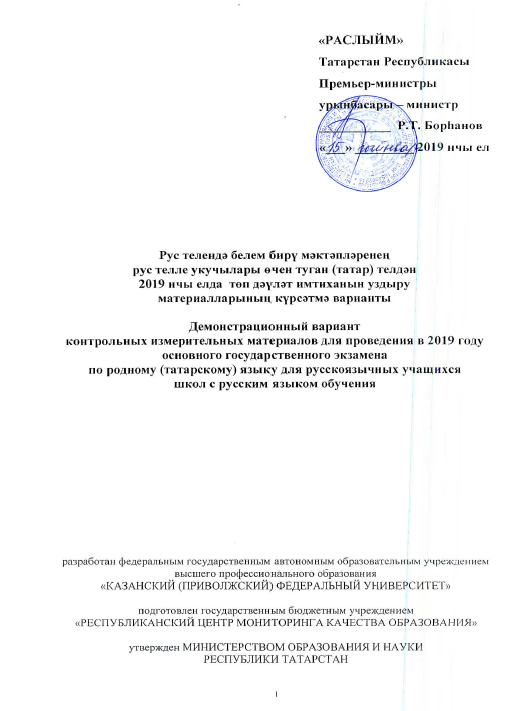 «РАСЛЫЙМ»
Татарстан Республикасы
Премьер-министры
урынбасары – министр
__________ Р.Т. Борһанов
«15» гыйнвар 2019 нчы ел
Рус телендә белем бирү мәктәпләренең
рус телле укучылары өчен туган (татар) телдән
2019 нчы елда төп дәүләт имтиханын уздыру
материалларының күрсәтмә варианты
Демонстрационный вариант
контрольных измерительных материалов для проведения в 2019 году
основного государственного экзамена
по родному (татарскому) языку для русскоязычных учащихся
школ с русским языком обучения
разработан федеральным государственным автономным образовательным учреждением
высшего профессионального образования
«КАЗАНСКИЙ (ПРИВОЛЖСКИЙ) ФЕДЕРАЛЬНЫЙ УНИВЕРСИТЕТ»
подготовлен государственным бюджетным учреждением
«РЕСПУБЛИКАНСКИЙ ЦЕНТР МОНИТОРИНГА КАЧЕСТВА ОБРАЗОВАНИЯ»
утвержден МИНИСТЕРСТВОМ ОБРАЗОВАНИЯ И НАУКИ
РЕСПУБЛИКИ ТАТАРСТАН
1